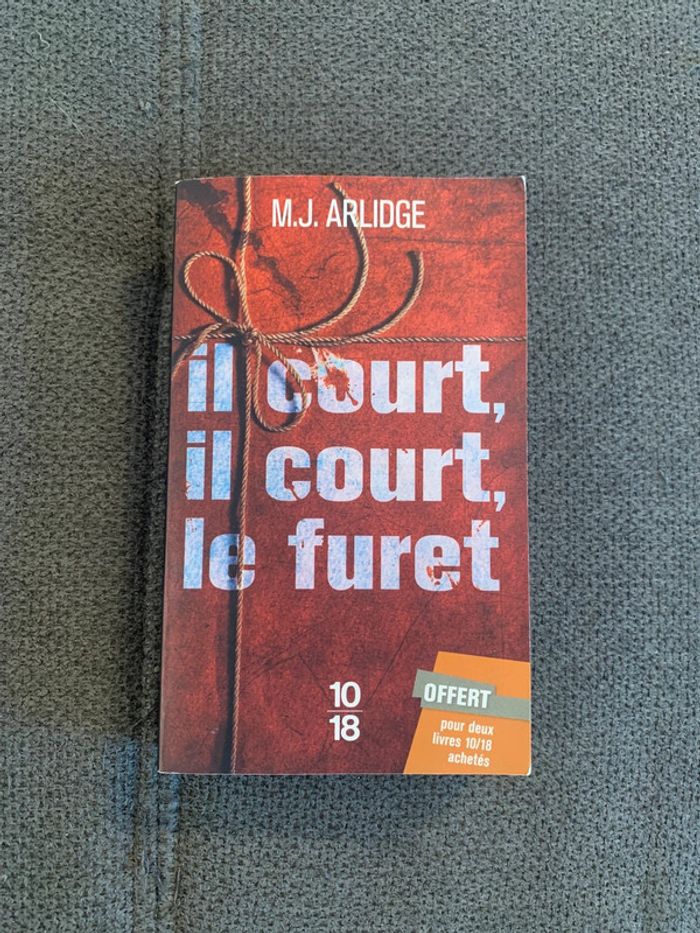 M.J. ARLIDGE
il court,
il court,
le furet
10
18
OFFERT
pour deux
livres 10/18
achetés